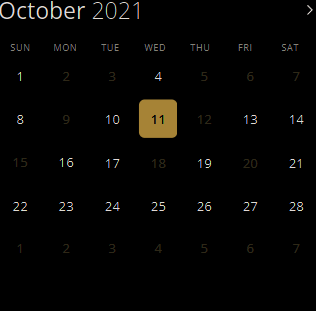 October 2021
SUN MON TUE WED THU FRI SAT
1 2 3 4 5 6 7
8 9 10 11 12 13 14
15 16 17 18 19 20 21
22 23 24 25 26 27 28
1 2 3 4 5 6 7